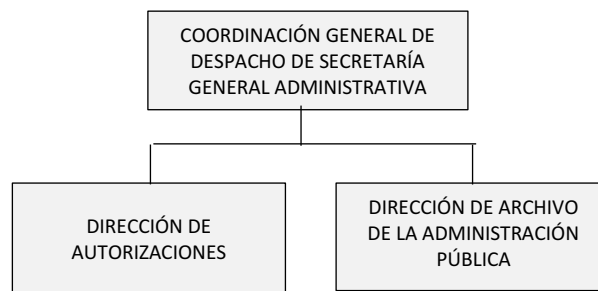 COORDINACIÓN GENERAL DE
DESPACHO DE SECRETARÍA
GENERAL ADMINISTRATIVA
DIRECCIÓN DE
AUTORIZACIONES
DIRECCIÓN DE ARCHIVO
DE LA ADMINISTRACIÓN
PÚBLICA